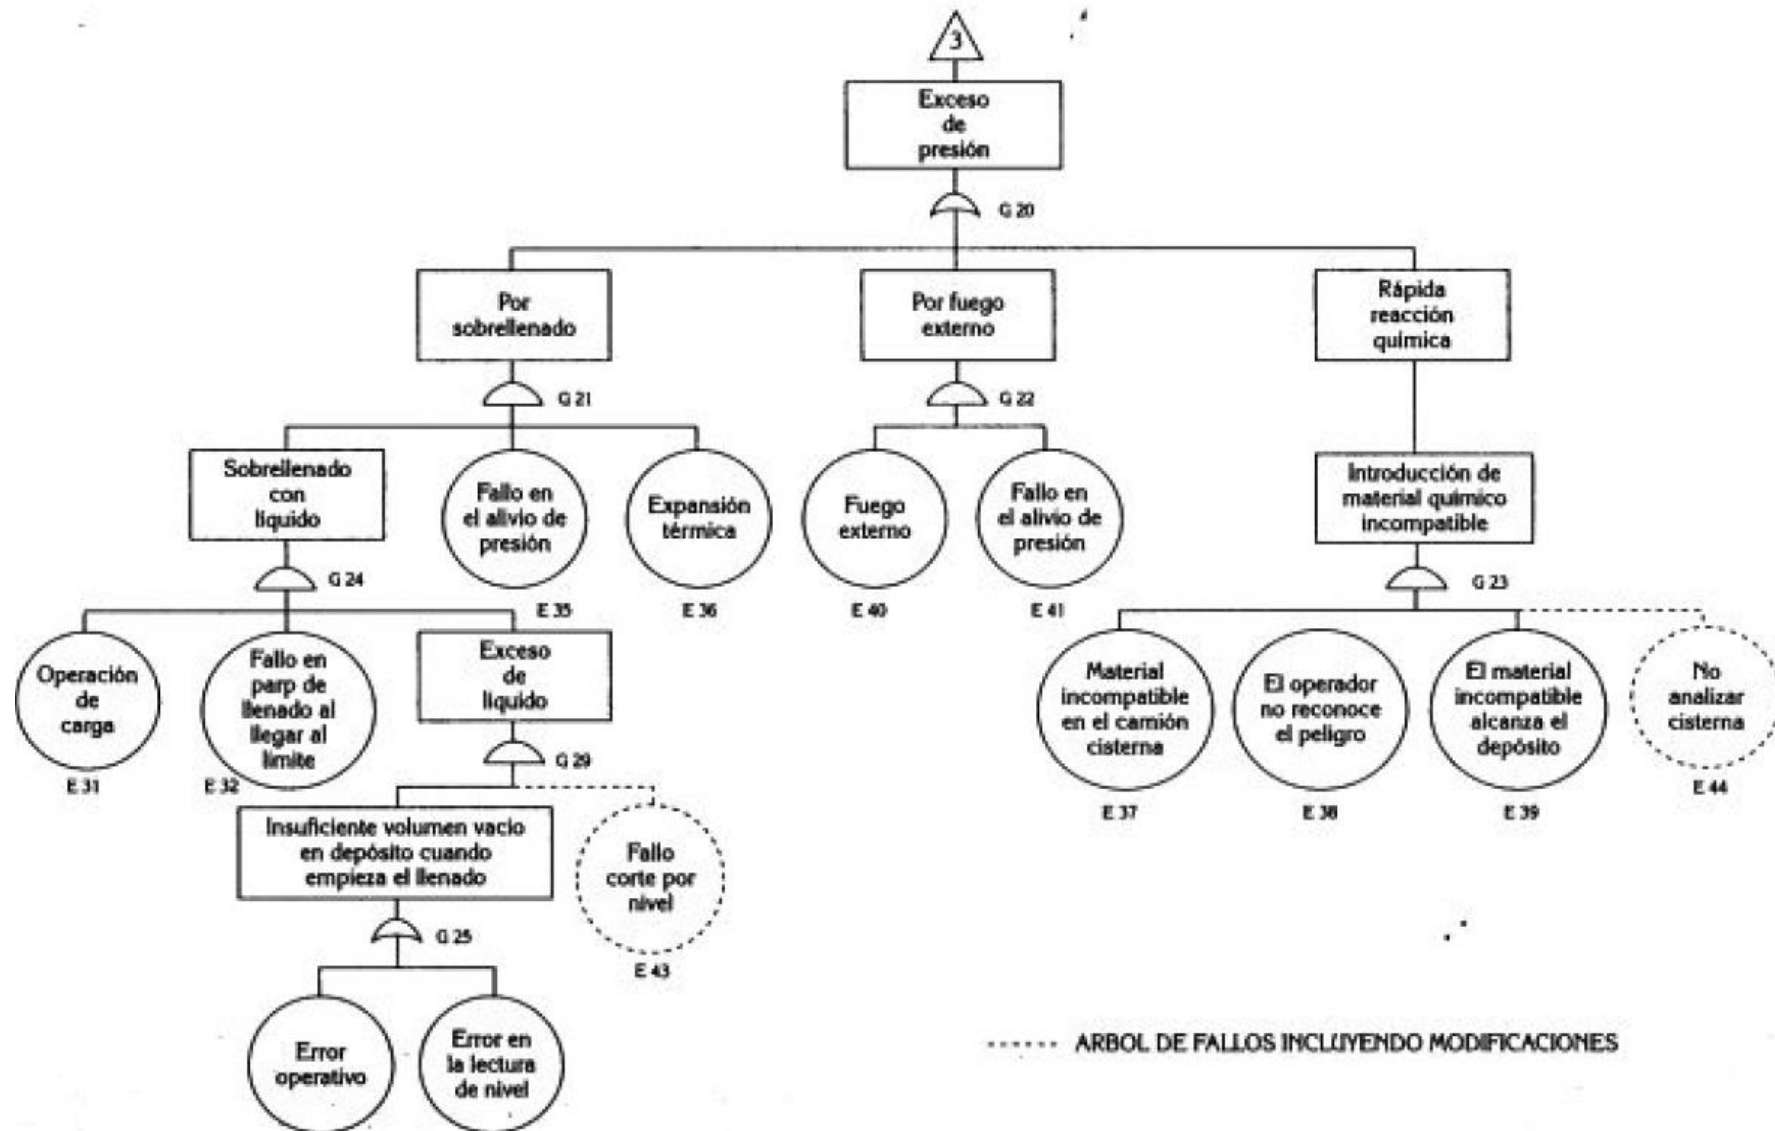 3
Exceso
de
presión
G 20
Por
sobrellenado
Por fuego
externo
Rápida
reacción
química
G 21
G 22
Sobrellenado
con
líquido
Fallo en
el alivio de
presión
Expansión
térmica
Fuego
externo
Fallo en
el alivio de
presión
Introducción de
material químico
incompatible
G 24
G 23
E 35
E 36
E 40
E 41
Operación
de
carga
Fallo en
parp de
llenado al
llegar al
límite
Exceso
de
líquido
Material
incompatible
en el camión
cisterna
El operador
no reconoce
el peligro
El material
incompatible
alcanza el
depósito
No
analizar
cisterna
E 31
E 32
G 29
E 37
E 38
E 39
E 44
Insuficiente volumen vacío
en depósito cuando
empieza el llenado
Fallo
corte por
nivel
G 25
E 43
Error
operativo
Error en
la lectura
de nivel
ARBOL DE FALLOS INCLUYENDO MODIFICACIONES